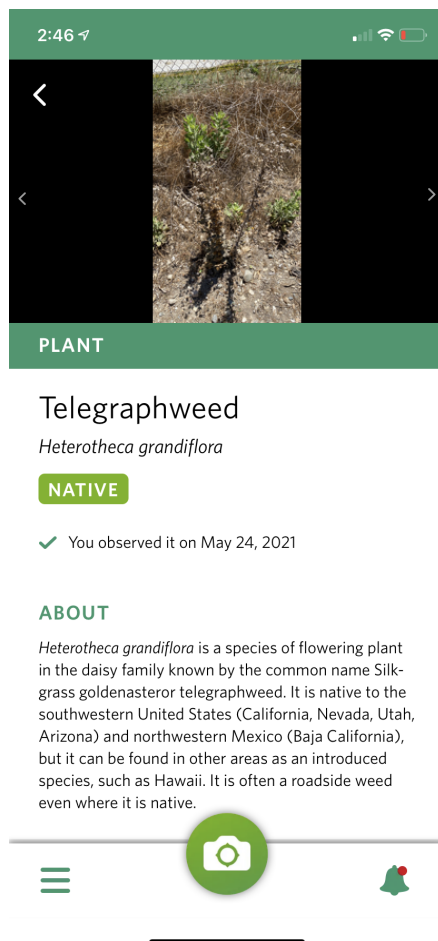 2:46
PLANT
Telegraphweed
Heterotheca grandiflora
NATIVE
You observed it on May 24, 2021
ABOUT
Heterotheca grandiflora is a species of flowering plant
in the daisy family known by the common name Silk-
grass goldenasteror telegraphweed. It is native to the
southwestern United States (California, Nevada, Utah,
Arizona) and northwestern Mexico (Baja California),
but it can be found in other areas as an introduced
species, such as Hawaii. It is often a roadside weed
even where it is native.